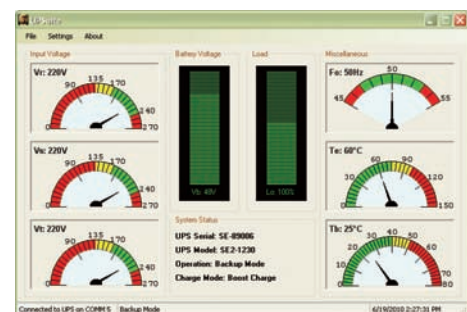 File Settings About
Input Voltage
Battery Voltage
Load
Miscellaneous
Vr: 220V
0 90 135 170 240 270
Vs: 220V
0 90 135 170 240 270
Vt: 220V
0 90 135 170 240 270
Vb: 48V
Lo: 100%
Fo: 50Hz
45 50 55
Te: 60°C
0 30 60 90 120 150
Tb: 25°C
0 10 20 30 40 50 60 70 80
System Status
UPS Serial: SE-89006
UPS Model: SE2-1230
Operation: Backup Mode
Charge Mode: Boost Charge
Connected to UPS on COMM 5 Backup Mode 6/19/2010 2:27:31 PM